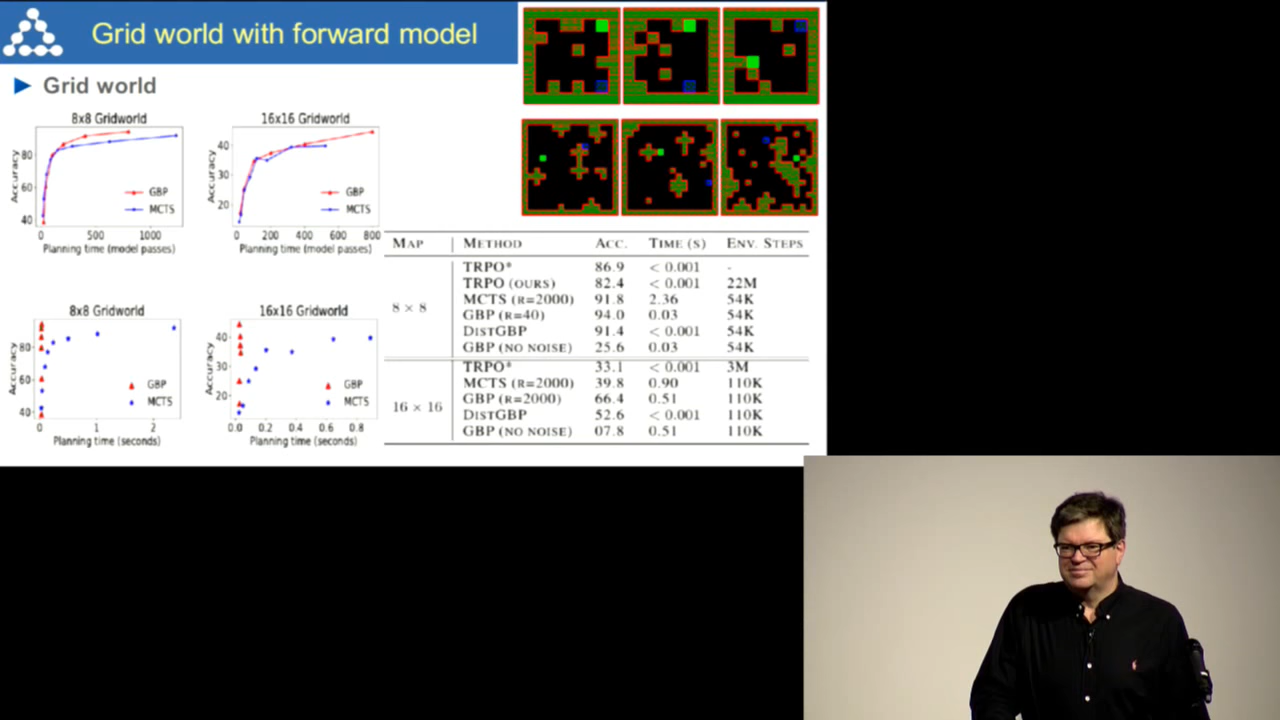 Grid world with forward model
Grid world
8x8 Gridworld
Accuracy
80
60
40
GBP
MCTS
0 500 1000
Planning time (model passes)
16x16 Gridworld
Accuracy
40
30
20
GBP
MCTS
0 200 400 600 800
Planning time (model passes)
8x8 Gridworld
Accuracy
80
60
40
GBP
MCTS
0 1 2
Planning time (seconds)
16x16 Gridworld
Accuracy
40
30
20
GBP
MCTS
0.0 0.2 0.4 0.6 0.8
Planning time (seconds)
MAP METHOD ACC. TIME (S) ENV. STEPS
8 × 8
TRPO* 86.9 < 0.001 -
TRPO (OURS) 82.4 < 0.001 22M
MCTS (R=2000) 91.8 2.36 54K
GBP (R=40) 94.0 0.03 54K
DISTGBP 91.4 < 0.001 54K
GBP (NO NOISE) 25.6 0.03 54K
16 × 16
TRPO* 33.1 < 0.001 3M
MCTS (R=2000) 39.8 0.90 110K
GBP (R=2000) 66.4 0.51 110K
DISTGBP 52.6 < 0.001 110K
GBP (NO NOISE) 07.8 0.51 110K